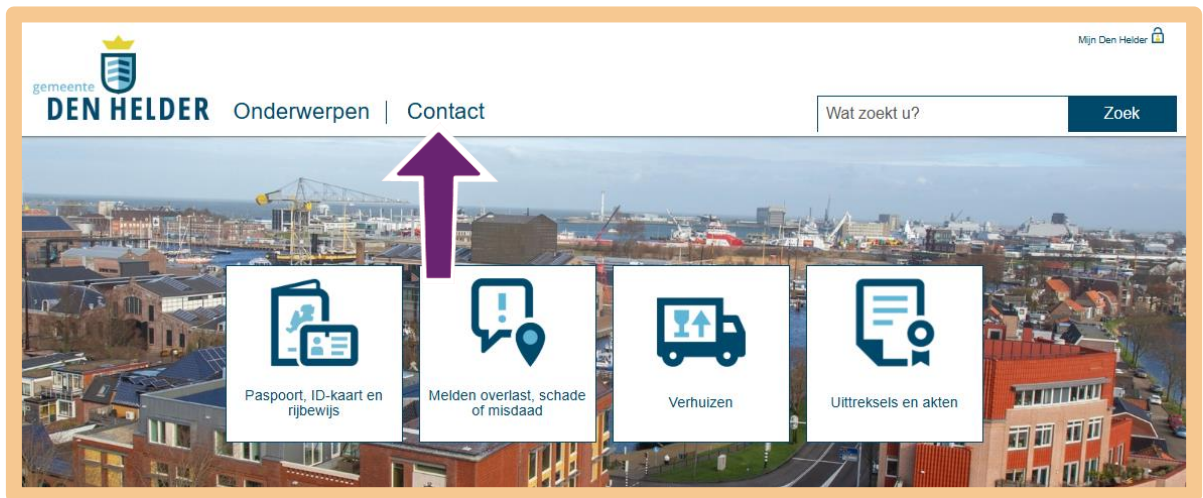 Mijn Den Helder
gemeente
DEN HELDER
Onderwerpen | Contact
Wat zoekt u?
Zoek
Paspoort, ID-kaart en
rijbewijs
Melden overlast, schade
of misdaad
Verhuizen
Uittreksels en akten